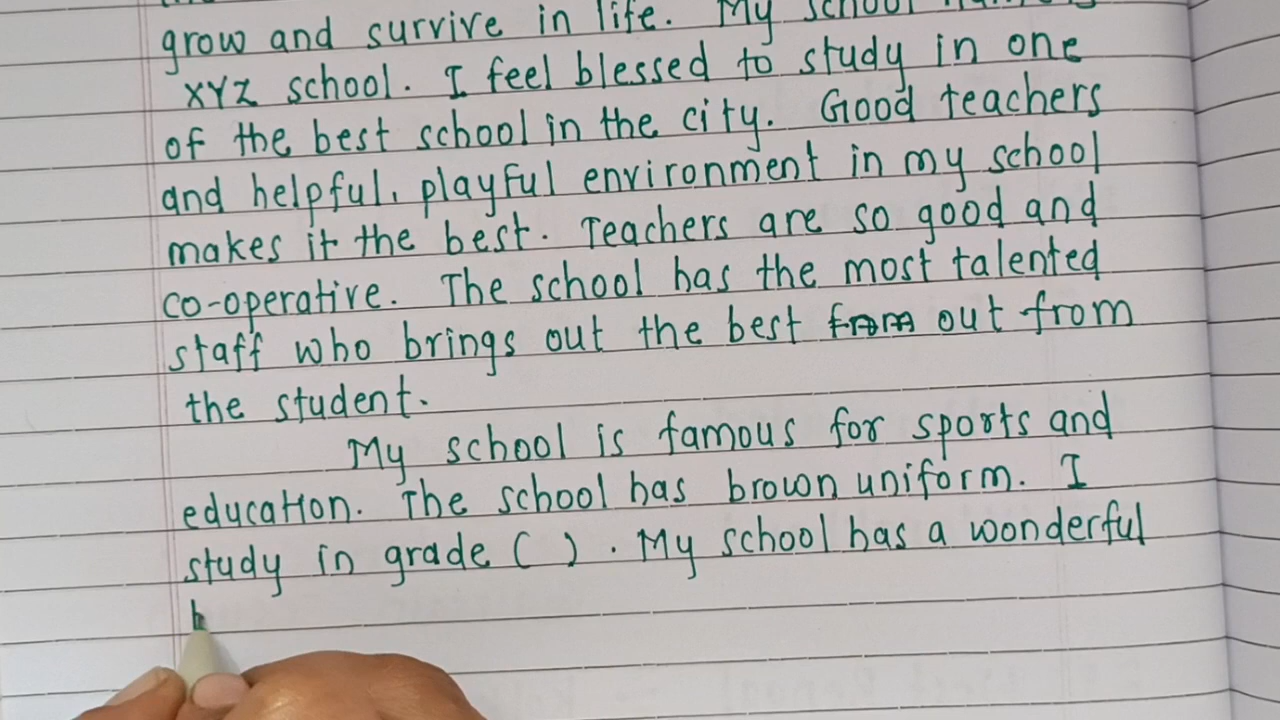 grow and survive in life. My school
XYZ school. I feel blessed to study in one
of the best school in the city. Good teachers
and helpful, playful environment in my school
makes it the best. Teachers are so good and
co-operative. The school has the most talented
staff who brings out the best from out from
the student.
My school is famous for sports and
education. The school has brown uniform. I
study in grade ( ). My school has a wonderful